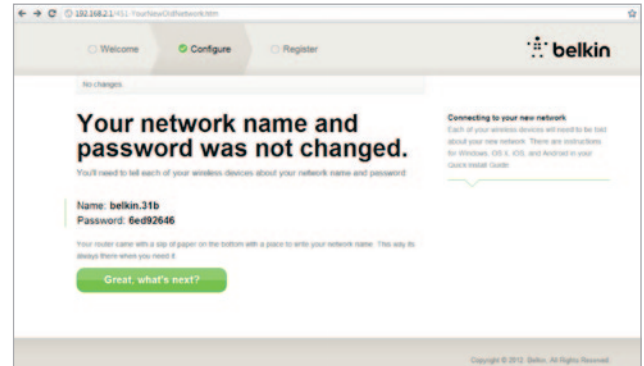 192.168.2.1/411-YourNewOldNetwork.htm
Welcome
Configure
Register
belkin
No changes.
Your network name and
password was not changed.
You'll need to tell each of your wireless devices about your network name and password
Name: belkin.31b
Password: 6ed92646
Your router came with a slip of paper on the bottom with a place to write your network name. This way its
always there when you need it.
Great, what's next?
Connecting to your new network
Each of your wireless devices will need to be told
about your new network. There are instructions
for Windows, OS X, iOS, and Android in your
Quick Install Guide.
Copyright © 2012. Belkin. All Rights Reserved.